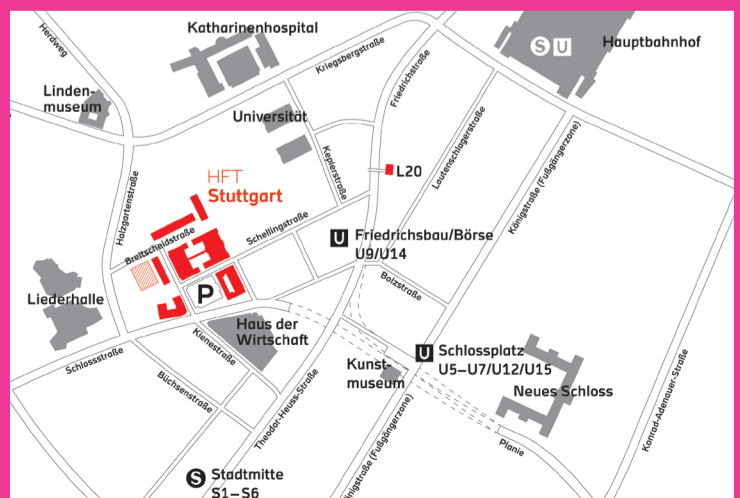 Herdweg
Katharinenhospital
Kriegsbergstraße
Friedrichstraße
S U
Hauptbahnhof
Linden-
museum
Universität
Keplerstraße
Lautenschlagerstraße
Königstraße (Fußgängerzone)
L20
HFT
Stuttgart
Holzgartenstraße
Breitscheidstraße
Schellingstraße
U Friedrichsbau/Börse
U9/U14
Bolzstraße
Liederhalle
P
Haus der
Wirtschaft
Schlossstraße
Kienestraße
Büchsenstraße
Theodor-Heuss-Straße
Kunst-
museum
U Schlossplatz
U5–U7/U12/U15
Neues Schloss
Konrad-Adenauer-Straße
Planie
nigstraße (Fußgängerzone)
S Stadtmitte
S1–S6